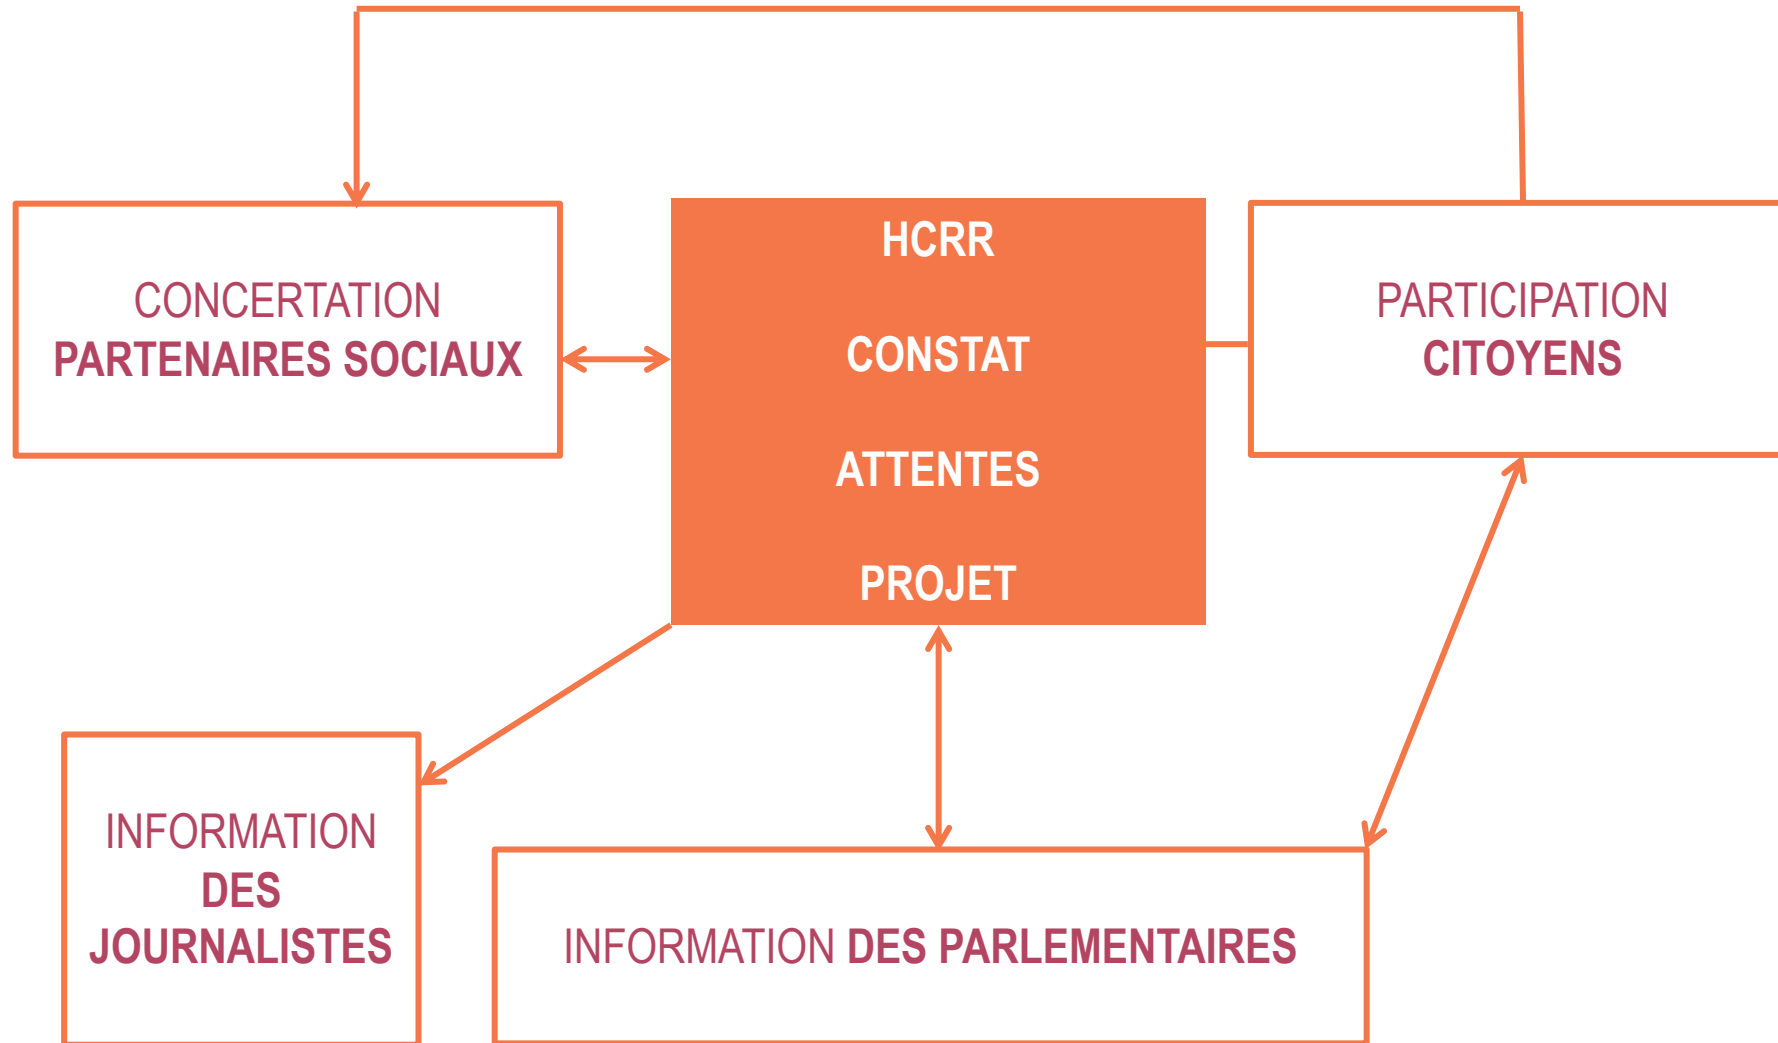 HCRR
CONSTAT
ATTENTES
PROJET
CONCERTATION
PARTENAIRES SOCIAUX
PARTICIPATION
CITOYENS
INFORMATION
DES
JOURNALISTES
INFORMATION DES PARLEMENTAIRES